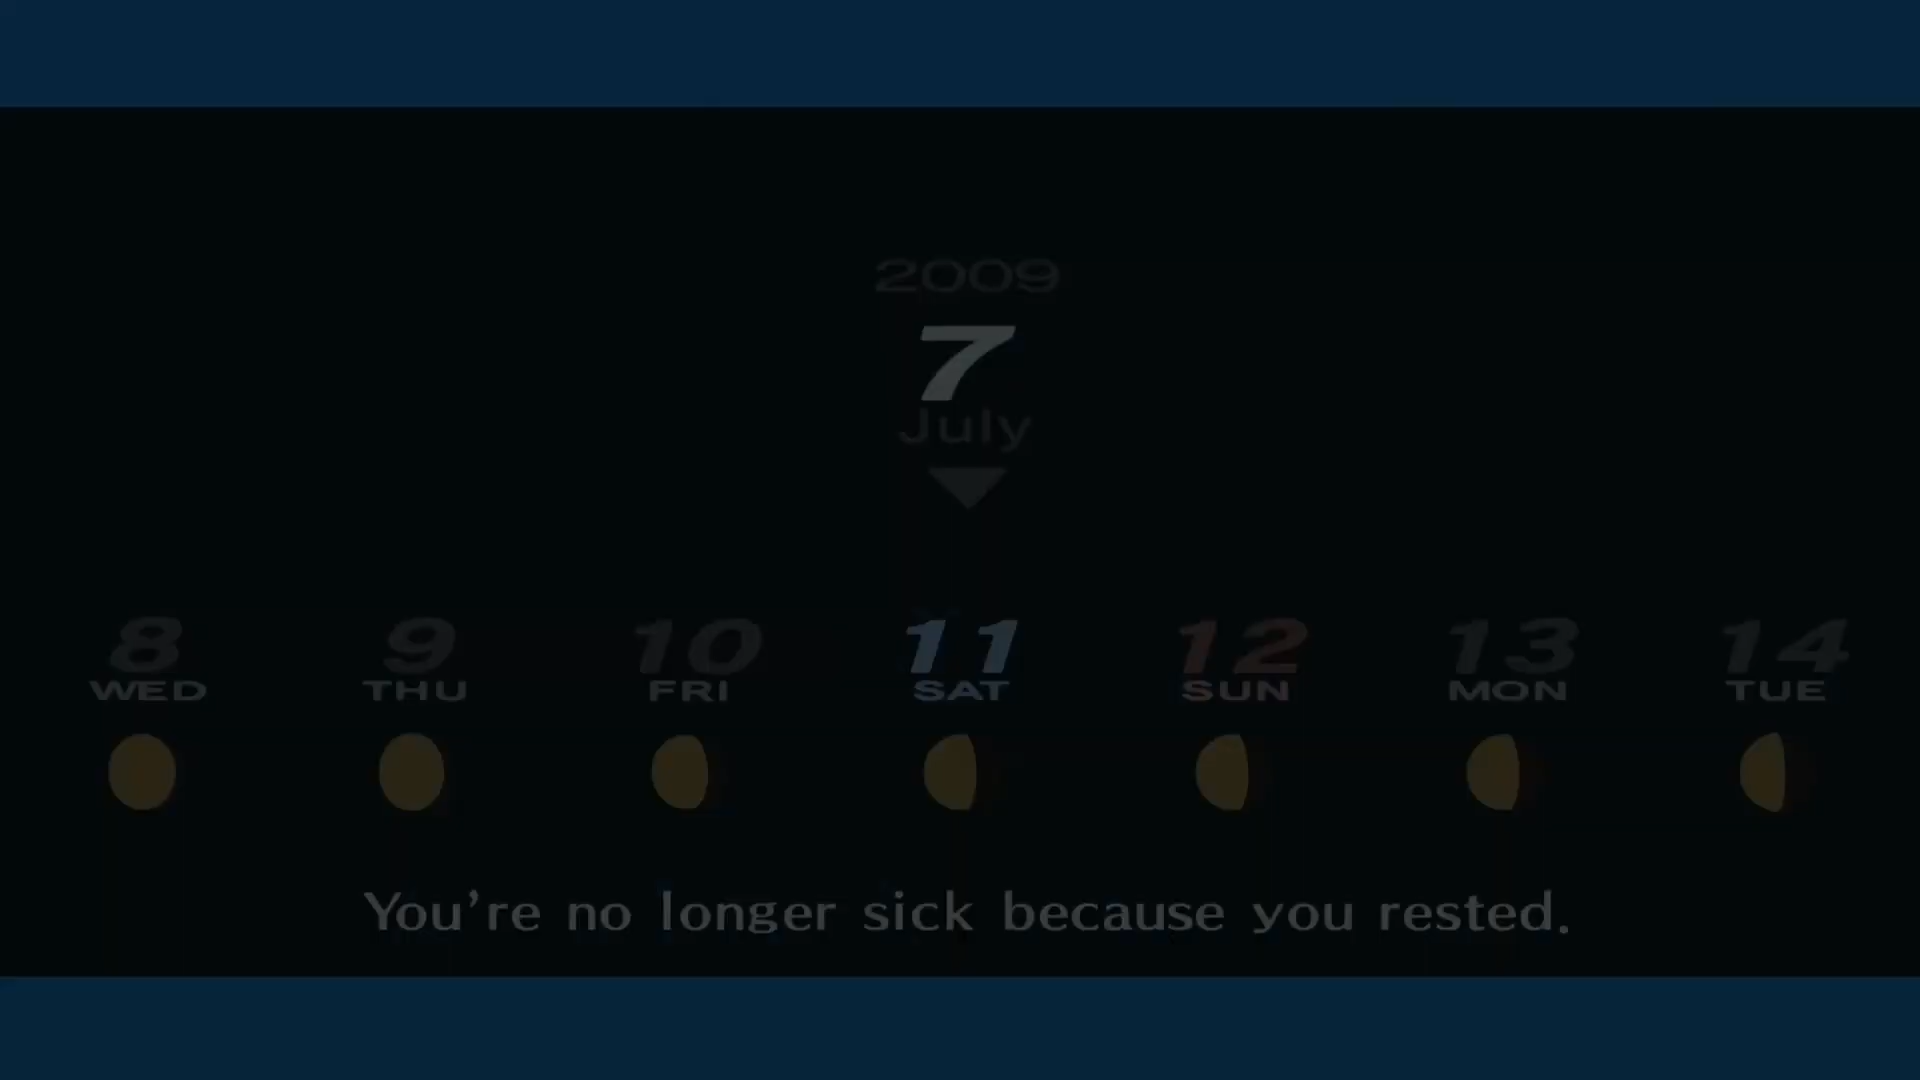 2009
7
July
8 9 10 11 12 13 14
WED THU FRI SAT SUN MON TUE
You're no longer sick because you rested.